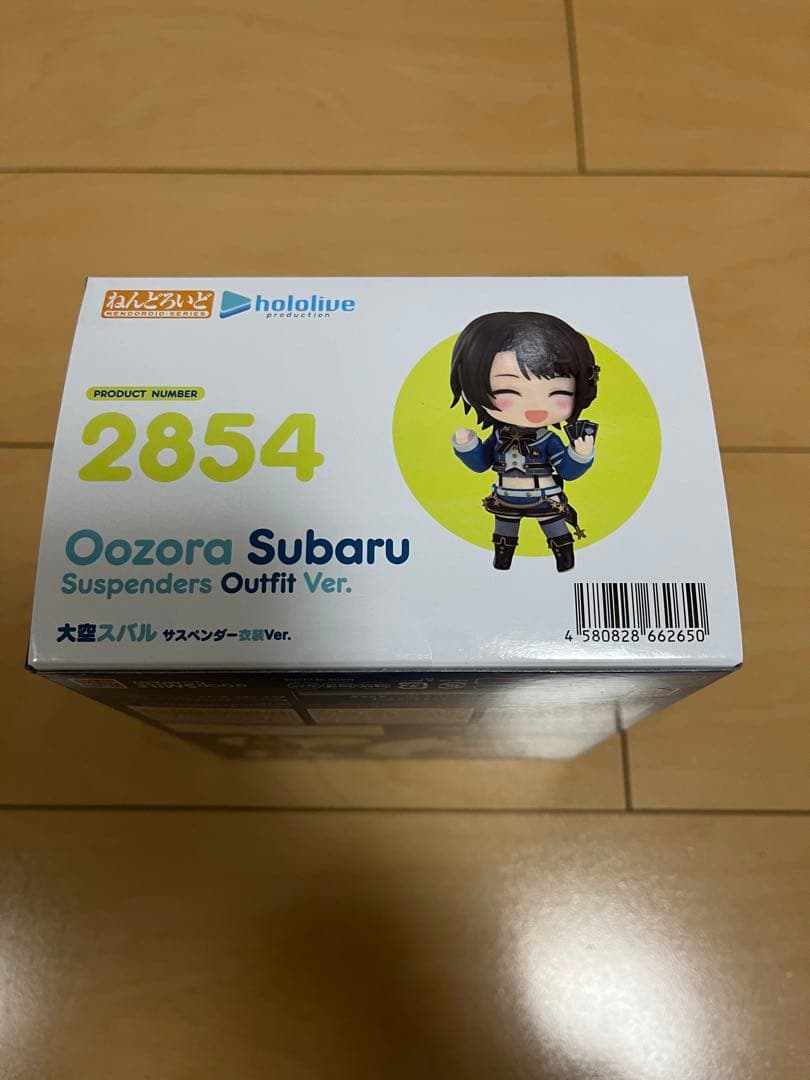 ねんどろいど
NENDOROID-SERIES
hololive
production
PRODUCT NUMBER
2854
Oozora Subaru
Suspenders Outfit Ver.
大空スバル サスペンダー衣装Ver.
4 580828 662650